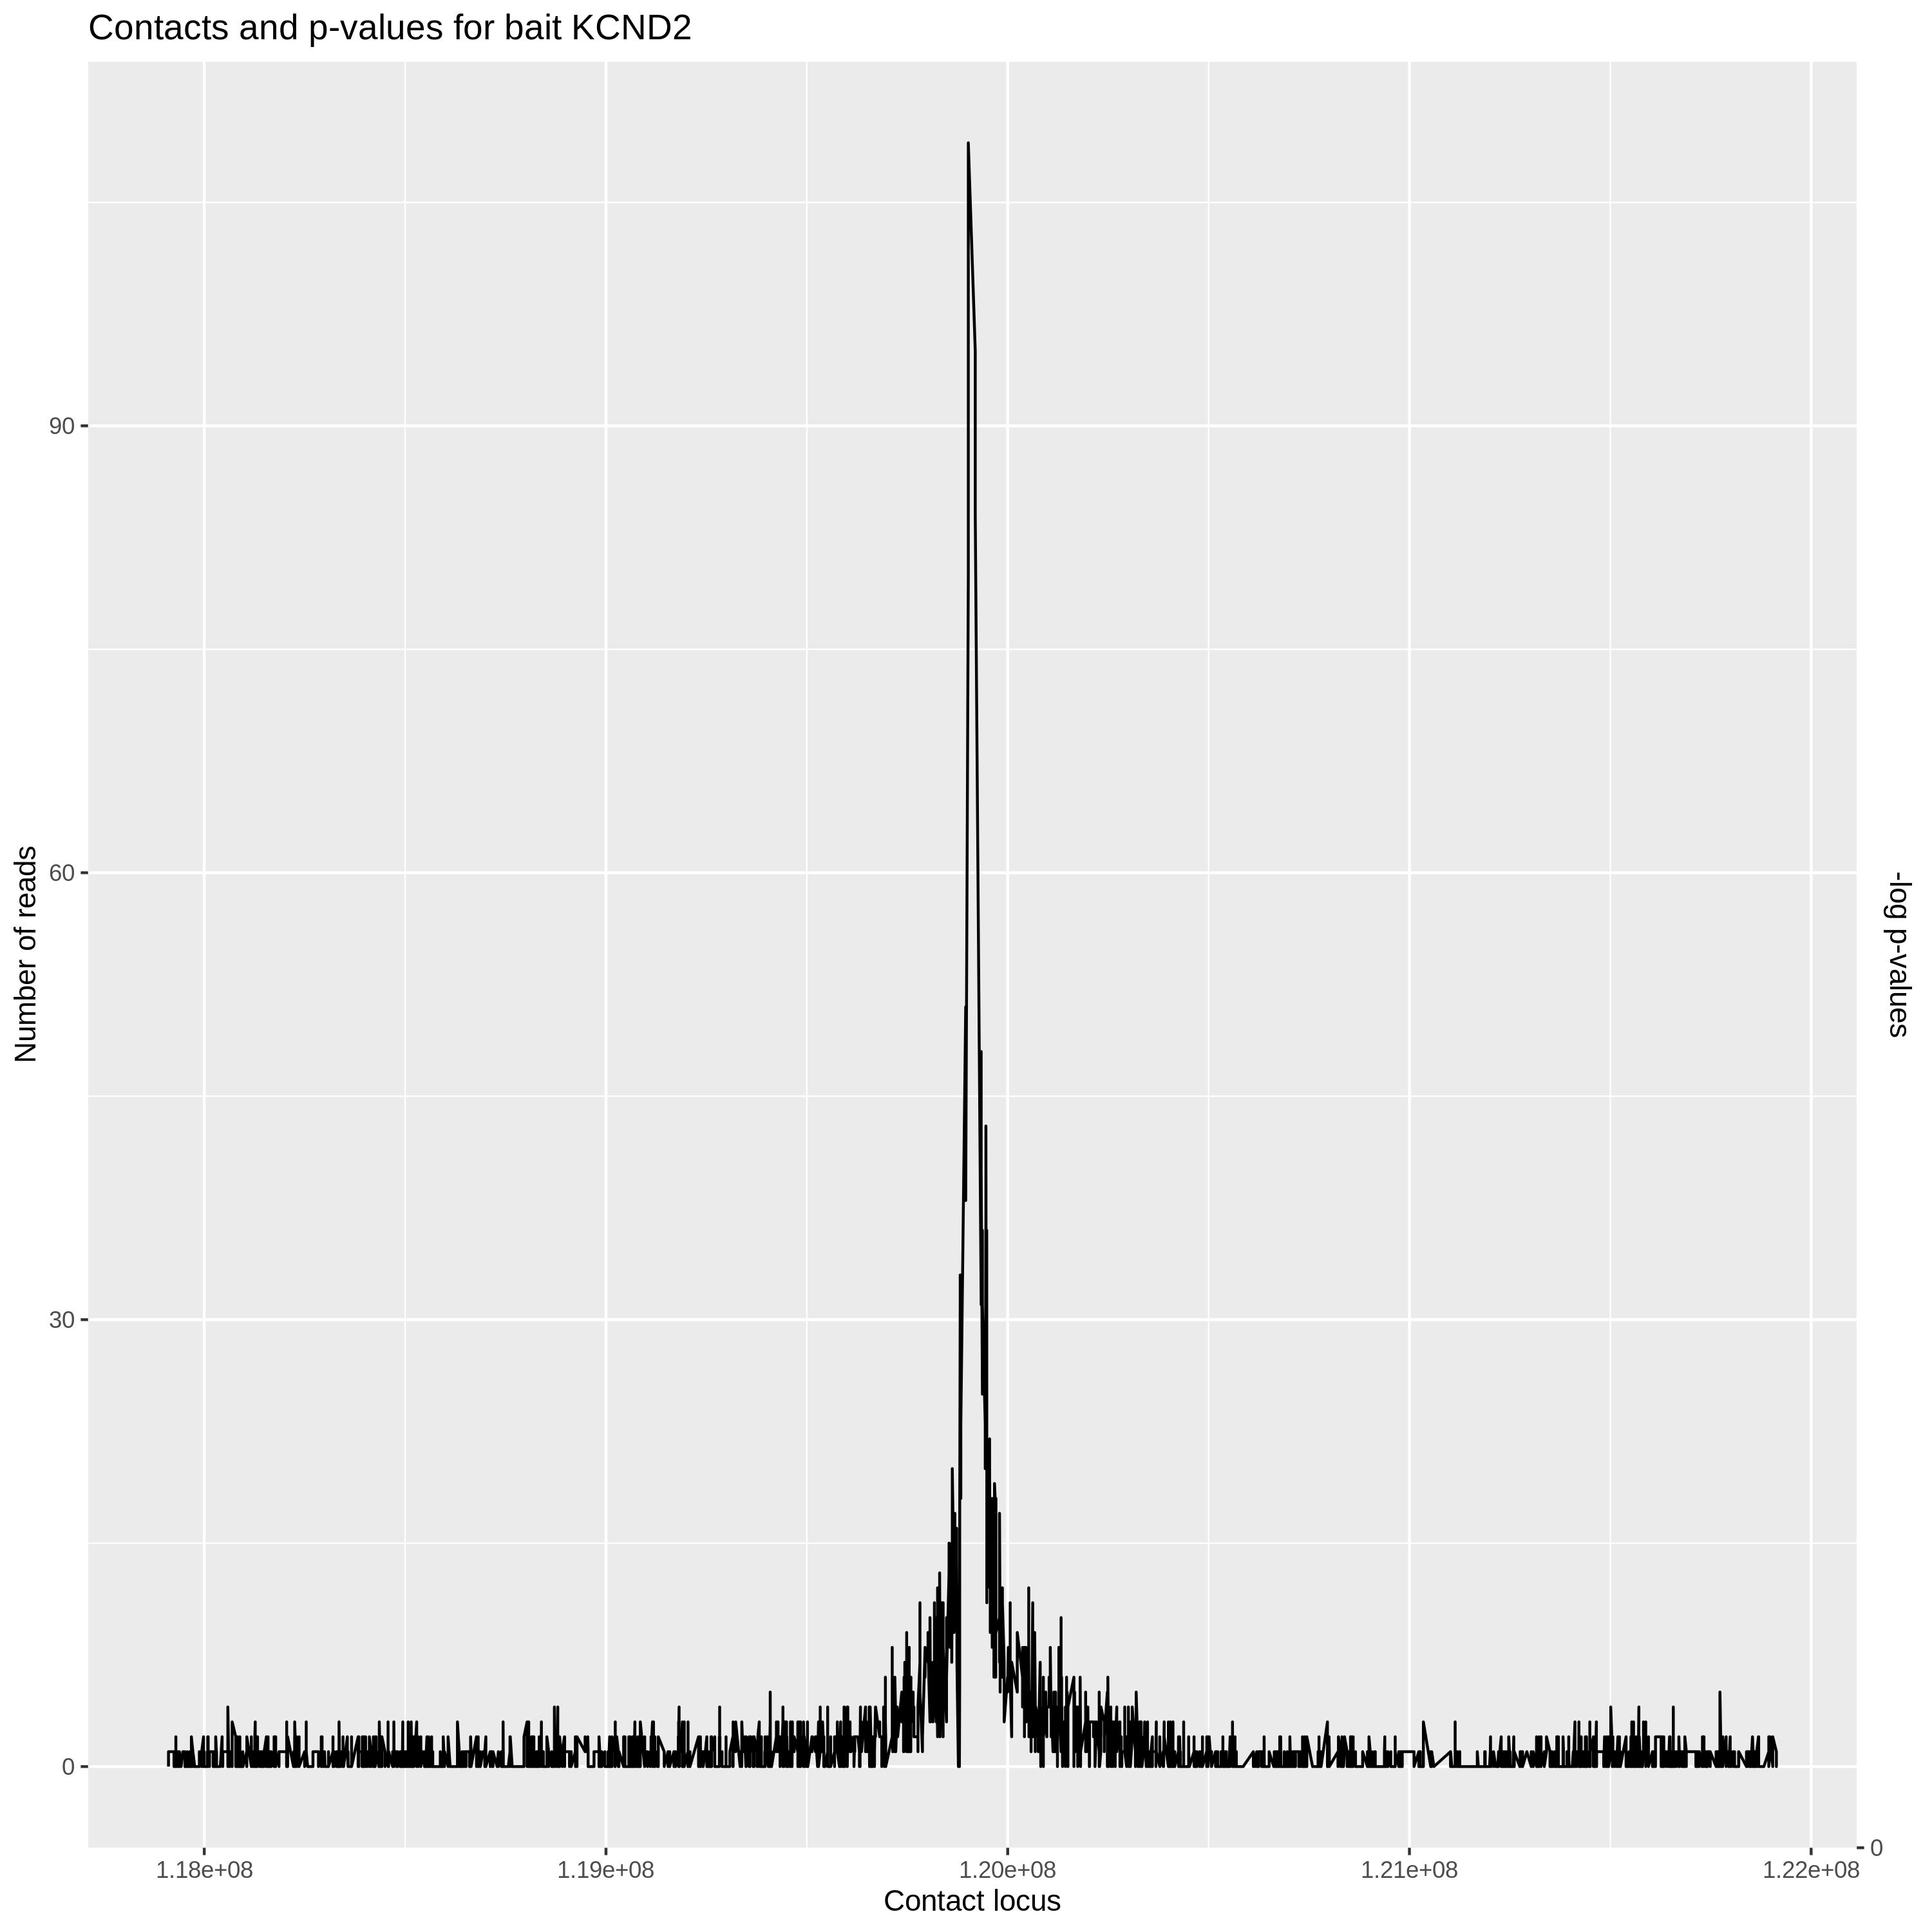 Contacts and p-values for bait KCND2
Number of reads
90
60
30
0
-log p-values
0
1.18e+08
1.19e+08
1.20e+08
1.21e+08
1.22e+08
Contact locus